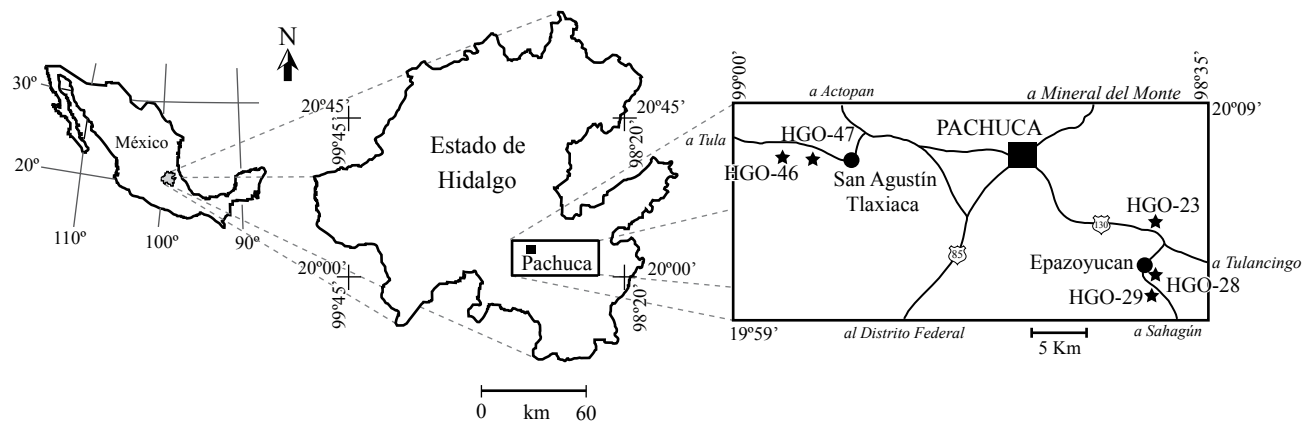 N
30º
20º
110º
100º
90º
México
20º45’
99º45’
20º45’
98º20’
Estado de
Hidalgo
Pachuca
20º00’
99º45’
20º00’
98º20’
0 km 60
99º00’
98º35’
20º09’
19º59’
a Actopan
a Mineral del Monte
a Tula
HGO-47
PACHUCA
HGO-46
San Agustín
Tlaxiaca
HGO-23
130
85
Epazoyucan
a Tulancingo
HGO-28
HGO-29
al Distrito Federal
a Sahagún
5 Km